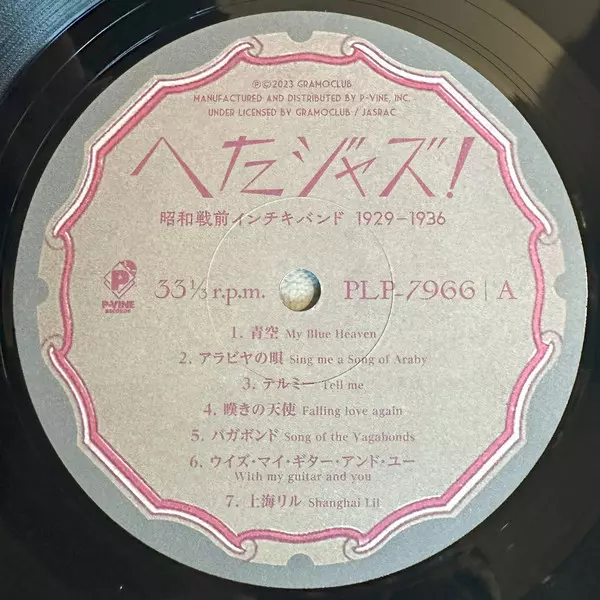 Ⓟ©2023 GRAMOCLUB
MANUFACTURED AND DISTRIBUTED BY P-VINE, INC.
UNDER LICENSED BY GRAMOCLUB / JASRAC
へたジャズ!
昭和戦前インチキバンド 1929-1936
P
P-VINE
RECORDS
33⅓ r.p.m.
PLP-7966 | A
1. 青空 My Blue Heaven
2. アラビヤの唄 Sing me a Song of Araby
3. テルミー Tell me
4. 嘆きの天使 Falling love again
5. バガボンド Song of the Vagabonds
6. ウイズ・マイ・ギター・アンド・ユー
With my guitar and you
7. 上海リル Shanghai Lil